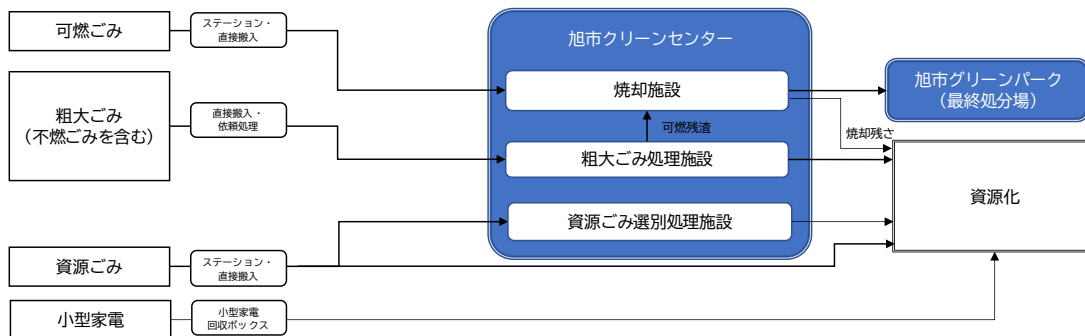 可燃ごみ
ステーション・
直接搬入
旭市クリーンセンター
焼却施設
旭市グリーンパーク
（最終処分場）
粗大ごみ
（不燃ごみを含む）
直接搬入・
依頼処理
可燃残渣
焼却残さ
粗大ごみ処理施設
資源化
資源ごみ選別処理施設
資源ごみ
ステーション・
直接搬入
小型家電
小型家電
回収ボックス